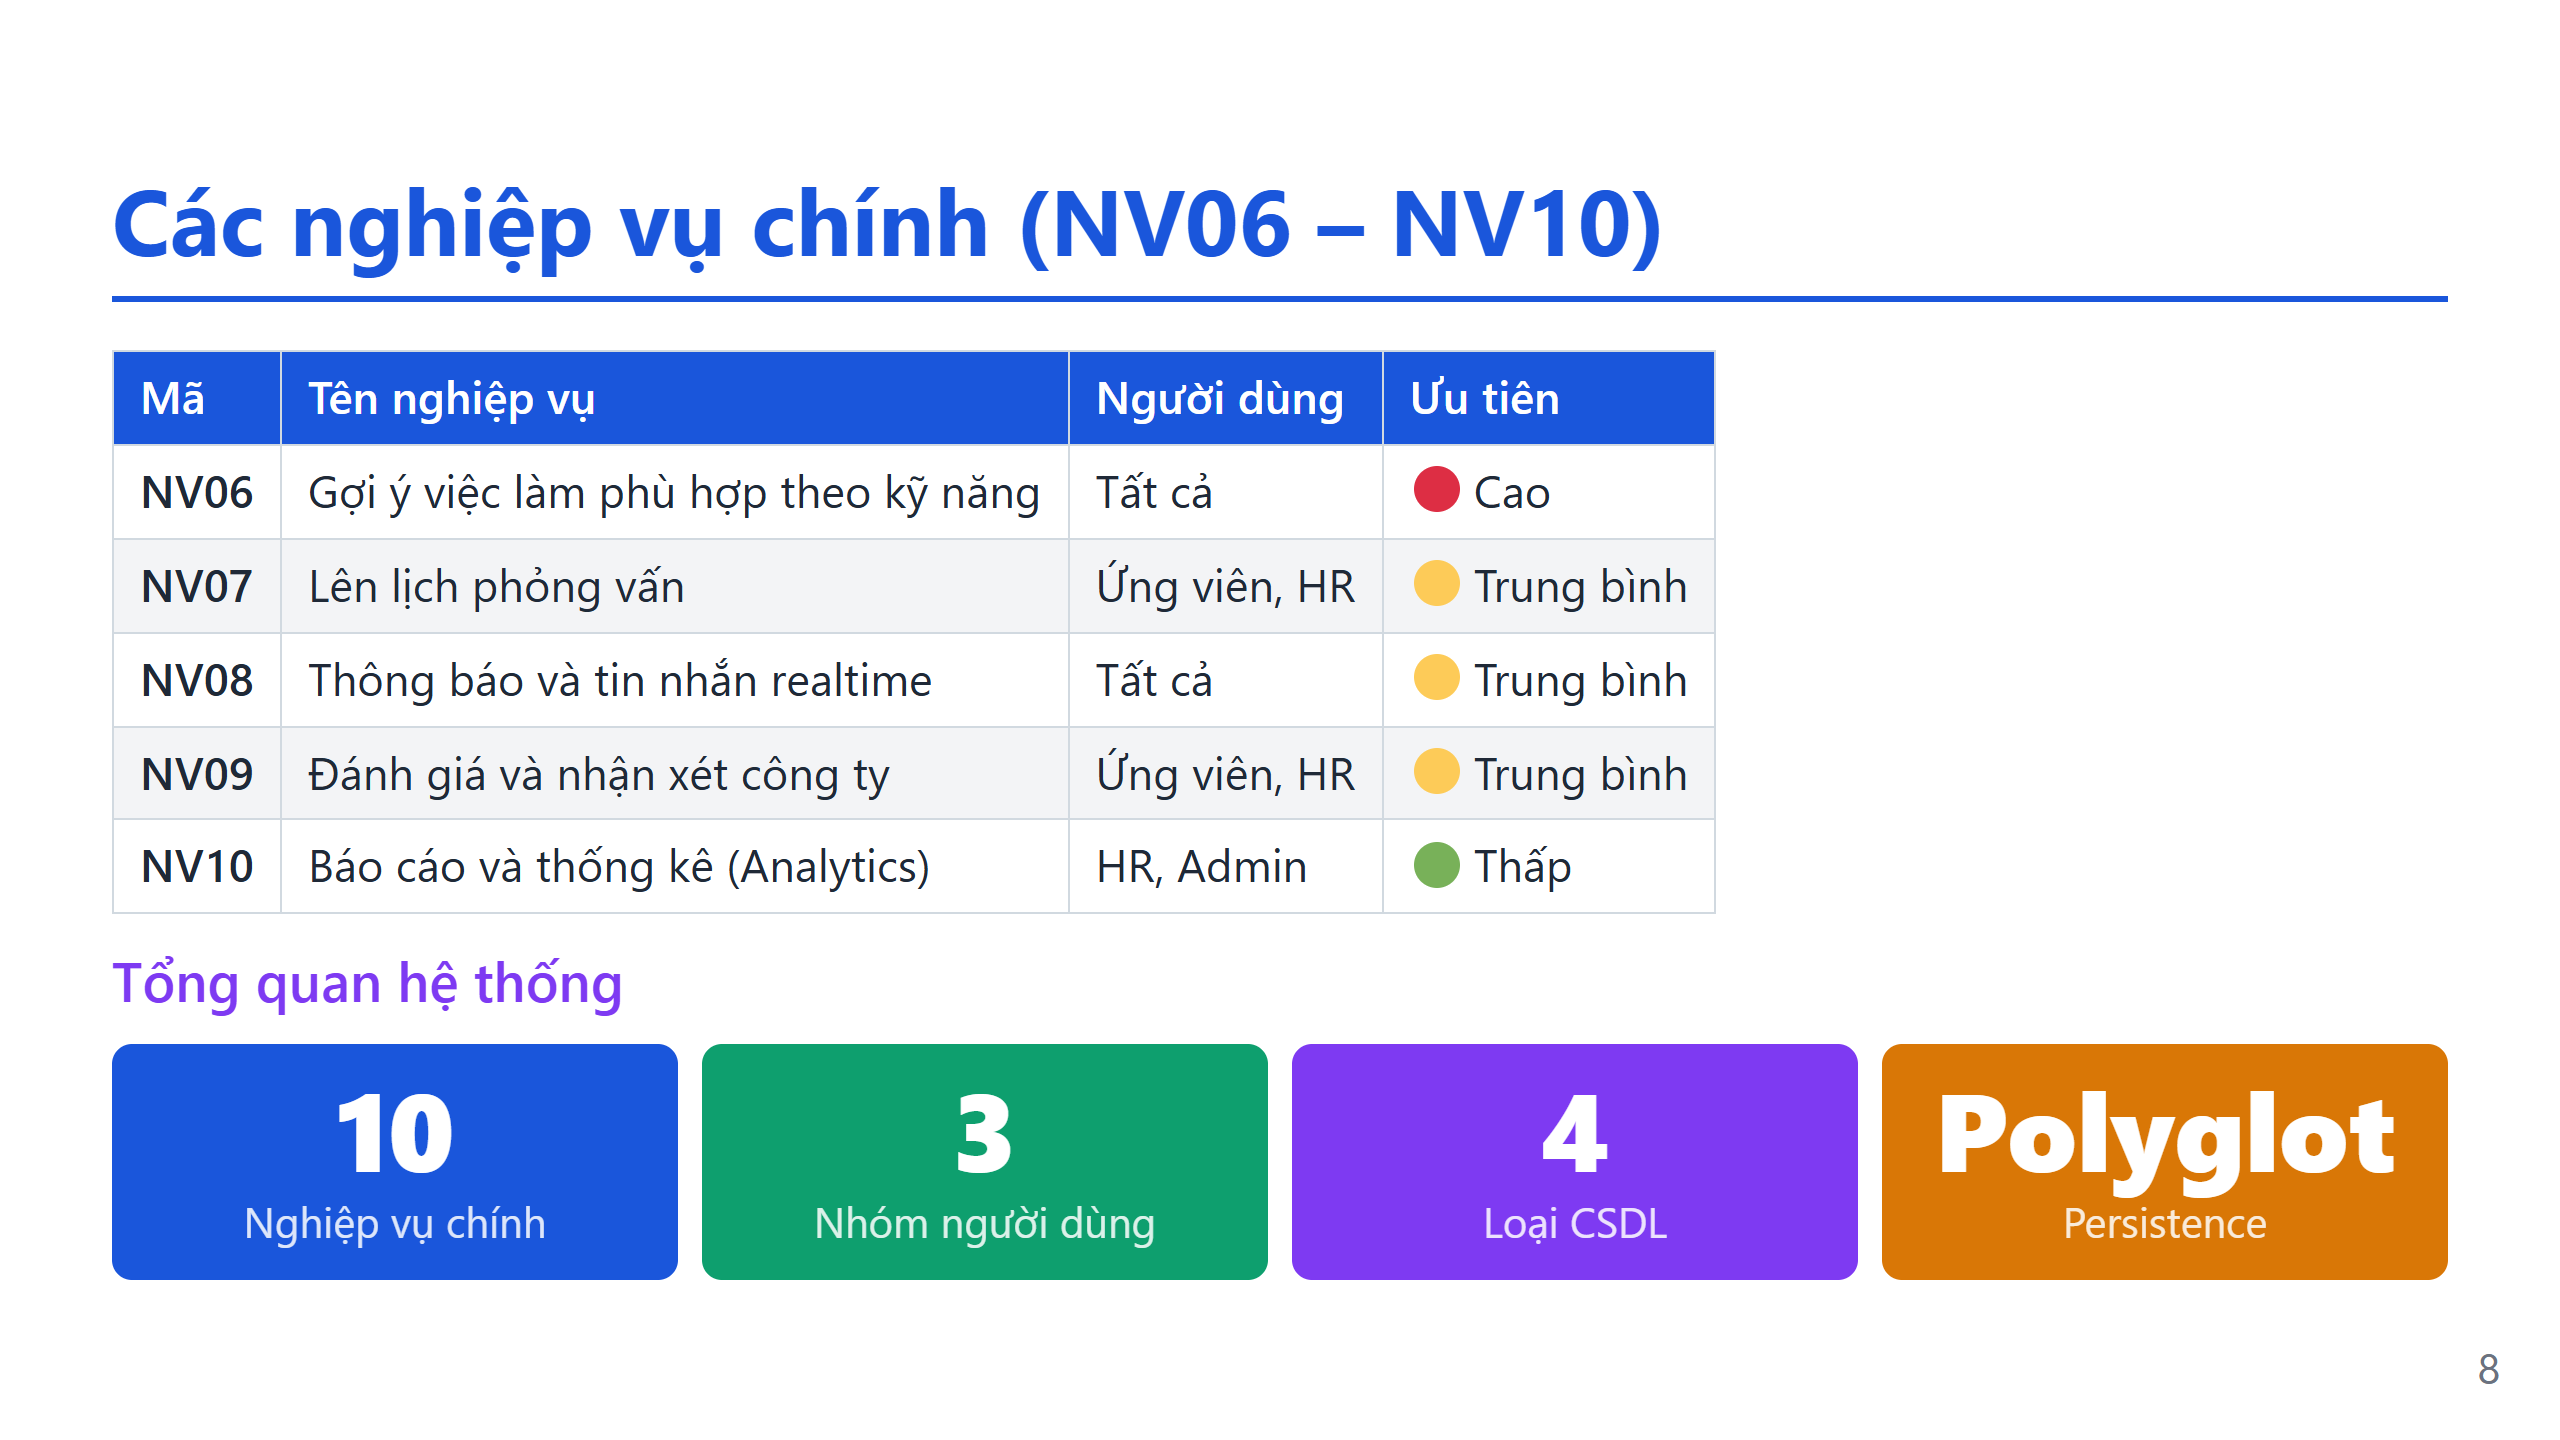 Các nghiệp vụ chính (NV06 – NV10)
Mã Tên nghiệp vụ Người dùng Ưu tiên
NV06 Gợi ý việc làm phù hợp theo kỹ năng Tất cả Cao
NV07 Lên lịch phỏng vấn Ứng viên, HR Trung bình
NV08 Thông báo và tin nhắn realtime Tất cả Trung bình
NV09 Đánh giá và nhận xét công ty Ứng viên, HR Trung bình
NV10 Báo cáo và thống kê (Analytics) HR, Admin Thấp
Tổng quan hệ thống
10
Nghiệp vụ chính
3
Nhóm người dùng
4
Loại CSDL
Polyglot
Persistence
8